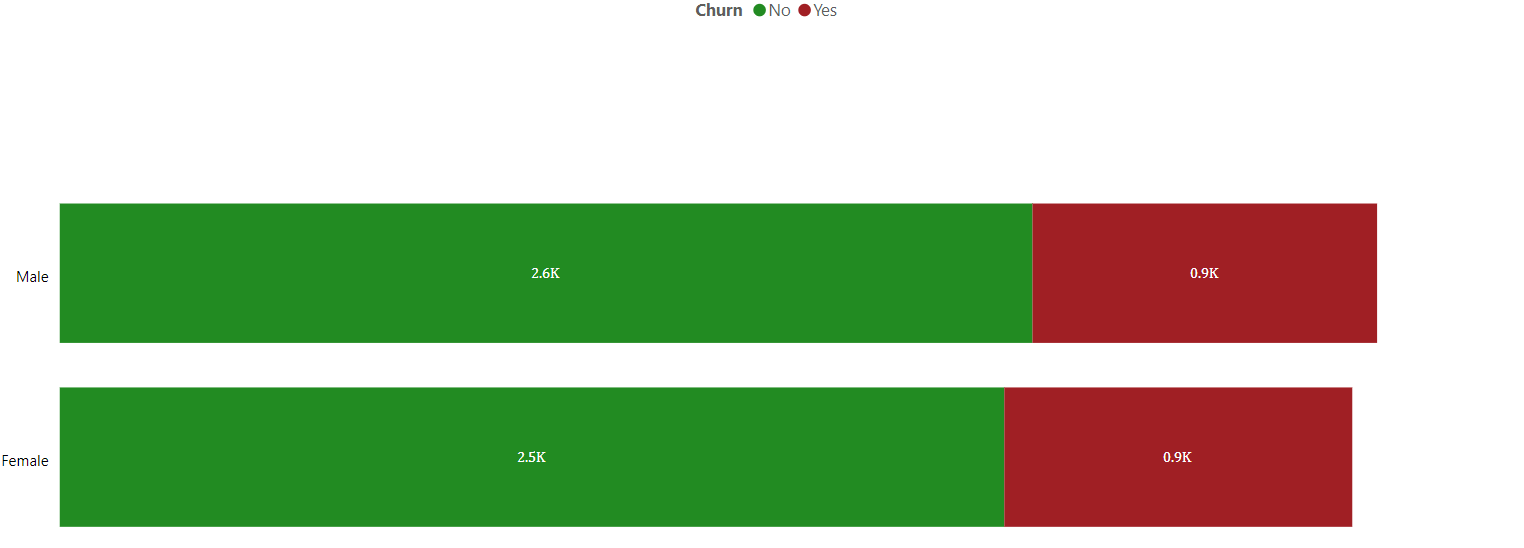 Churn No Yes
Male 2.6K 0.9K
Female 2.5K 0.9K